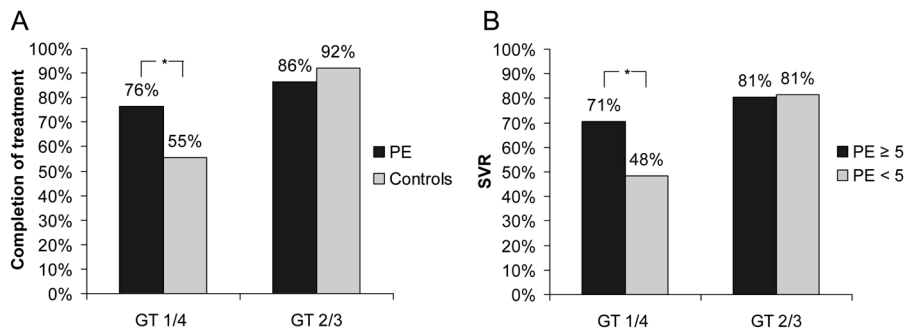 A
Completion of treatment
100%
90%
80%
70%
60%
50%
40%
30%
20%
10%
0%
76%
*
55%
86%
92%
GT 1/4
GT 2/3
PE
Controls
B
SVR
100%
90%
80%
70%
60%
50%
40%
30%
20%
10%
0%
71%
*
48%
81%
81%
GT 1/4
GT 2/3
PE ≥ 5
PE < 5